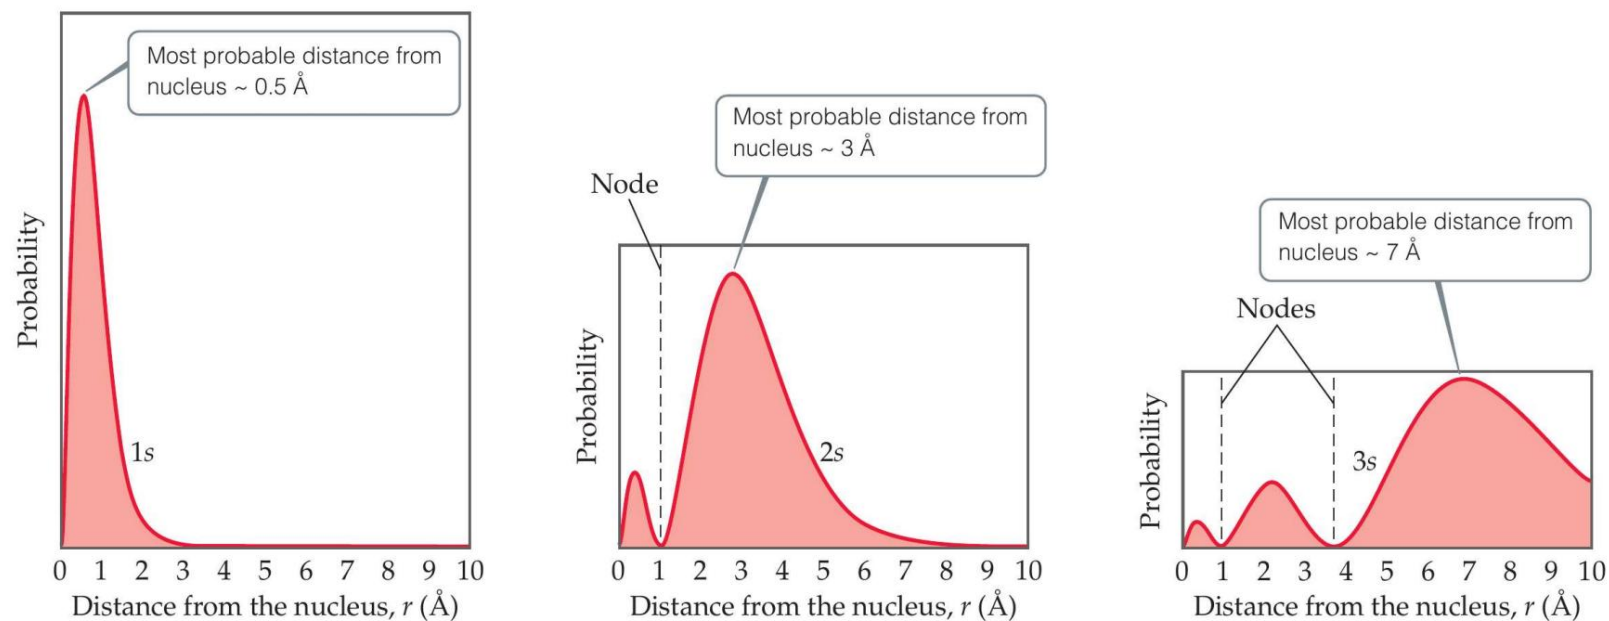 Most probable distance from
nucleus ~ 0.5 Å
Probability
1s
0 1 2 3 4 5 6 7 8 9 10
Distance from the nucleus, r (Å)
Most probable distance from
nucleus ~ 3 Å
Node
Probability
2s
0 1 2 3 4 5 6 7 8 9 10
Distance from the nucleus, r (Å)
Most probable distance from
nucleus ~ 7 Å
Nodes
Probability
3s
0 1 2 3 4 5 6 7 8 9 10
Distance from the nucleus, r (Å)